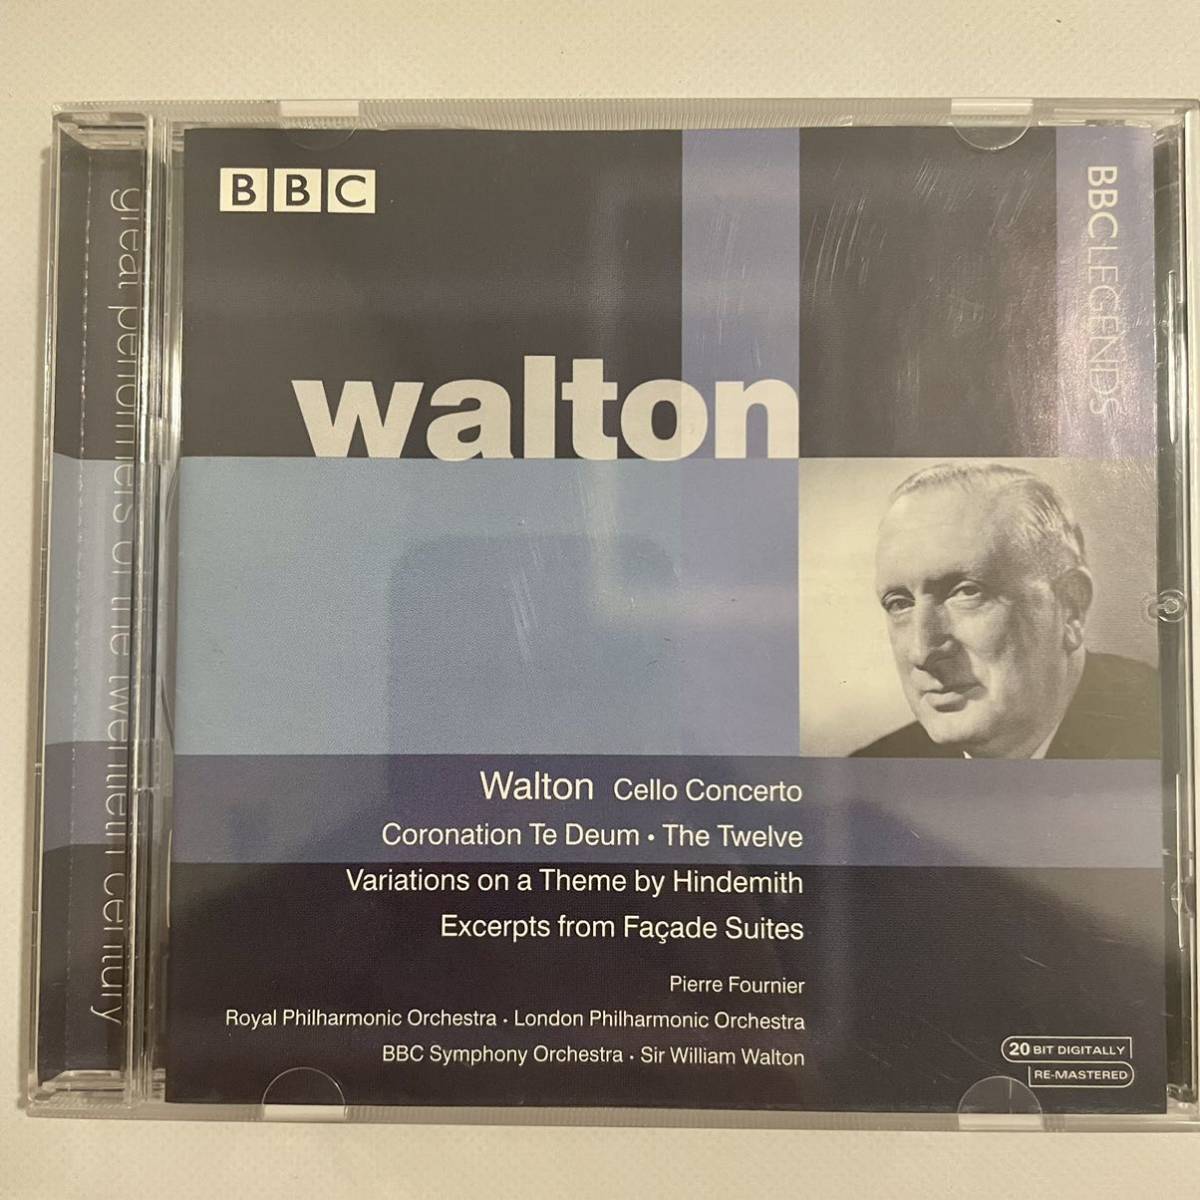 BBC
BBC LEGENDS
great performers of the twentieth century
walton
Walton Cello Concerto
Coronation Te Deum • The Twelve
Variations on a Theme by Hindemith
Excerpts from Façade Suites
Pierre Fournier
Royal Philharmonic Orchestra • London Philharmonic Orchestra
BBC Symphony Orchestra • Sir William Walton
20 BIT DIGITALLY
RE-MASTERED